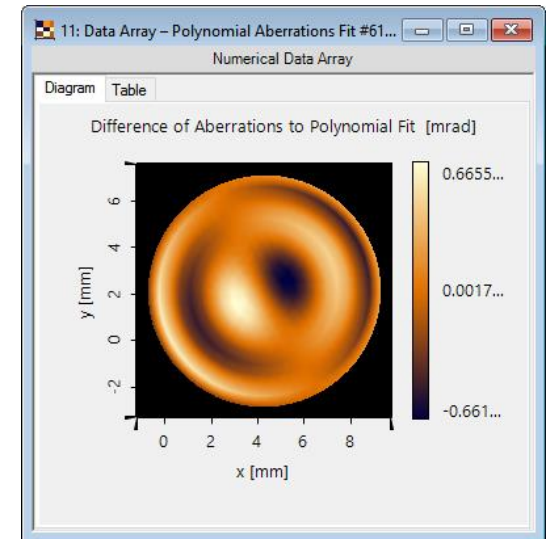 11: Data Array – Polynomial Aberrations Fit #61...
Numerical Data Array
Diagram Table
Difference of Aberrations to Polynomial Fit [mrad]
0.6655...
0.0017...
-0.661...
y [mm]
6
4
2
0
-2
0 2 4 6 8
x [mm]